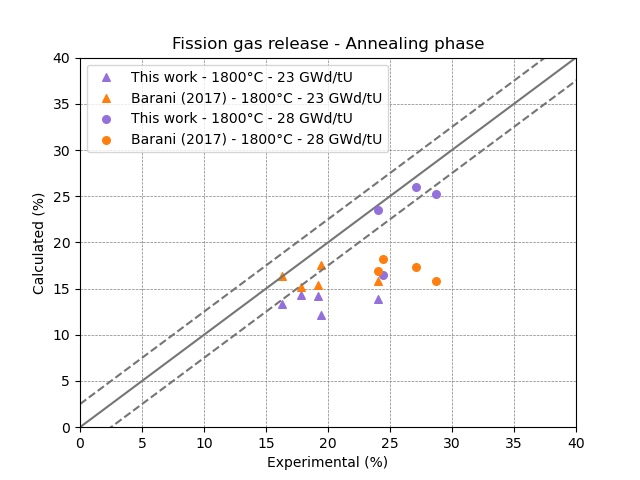 Fission gas release - Annealing phase
This work - 1800°C - 23 GWd/tU
Barani (2017) - 1800°C - 23 GWd/tU
This work - 1800°C - 28 GWd/tU
Barani (2017) - 1800°C - 28 GWd/tU
Calculated (%)
40
35
30
25
20
15
10
5
0
0 5 10 15 20 25 30 35 40
Experimental (%)